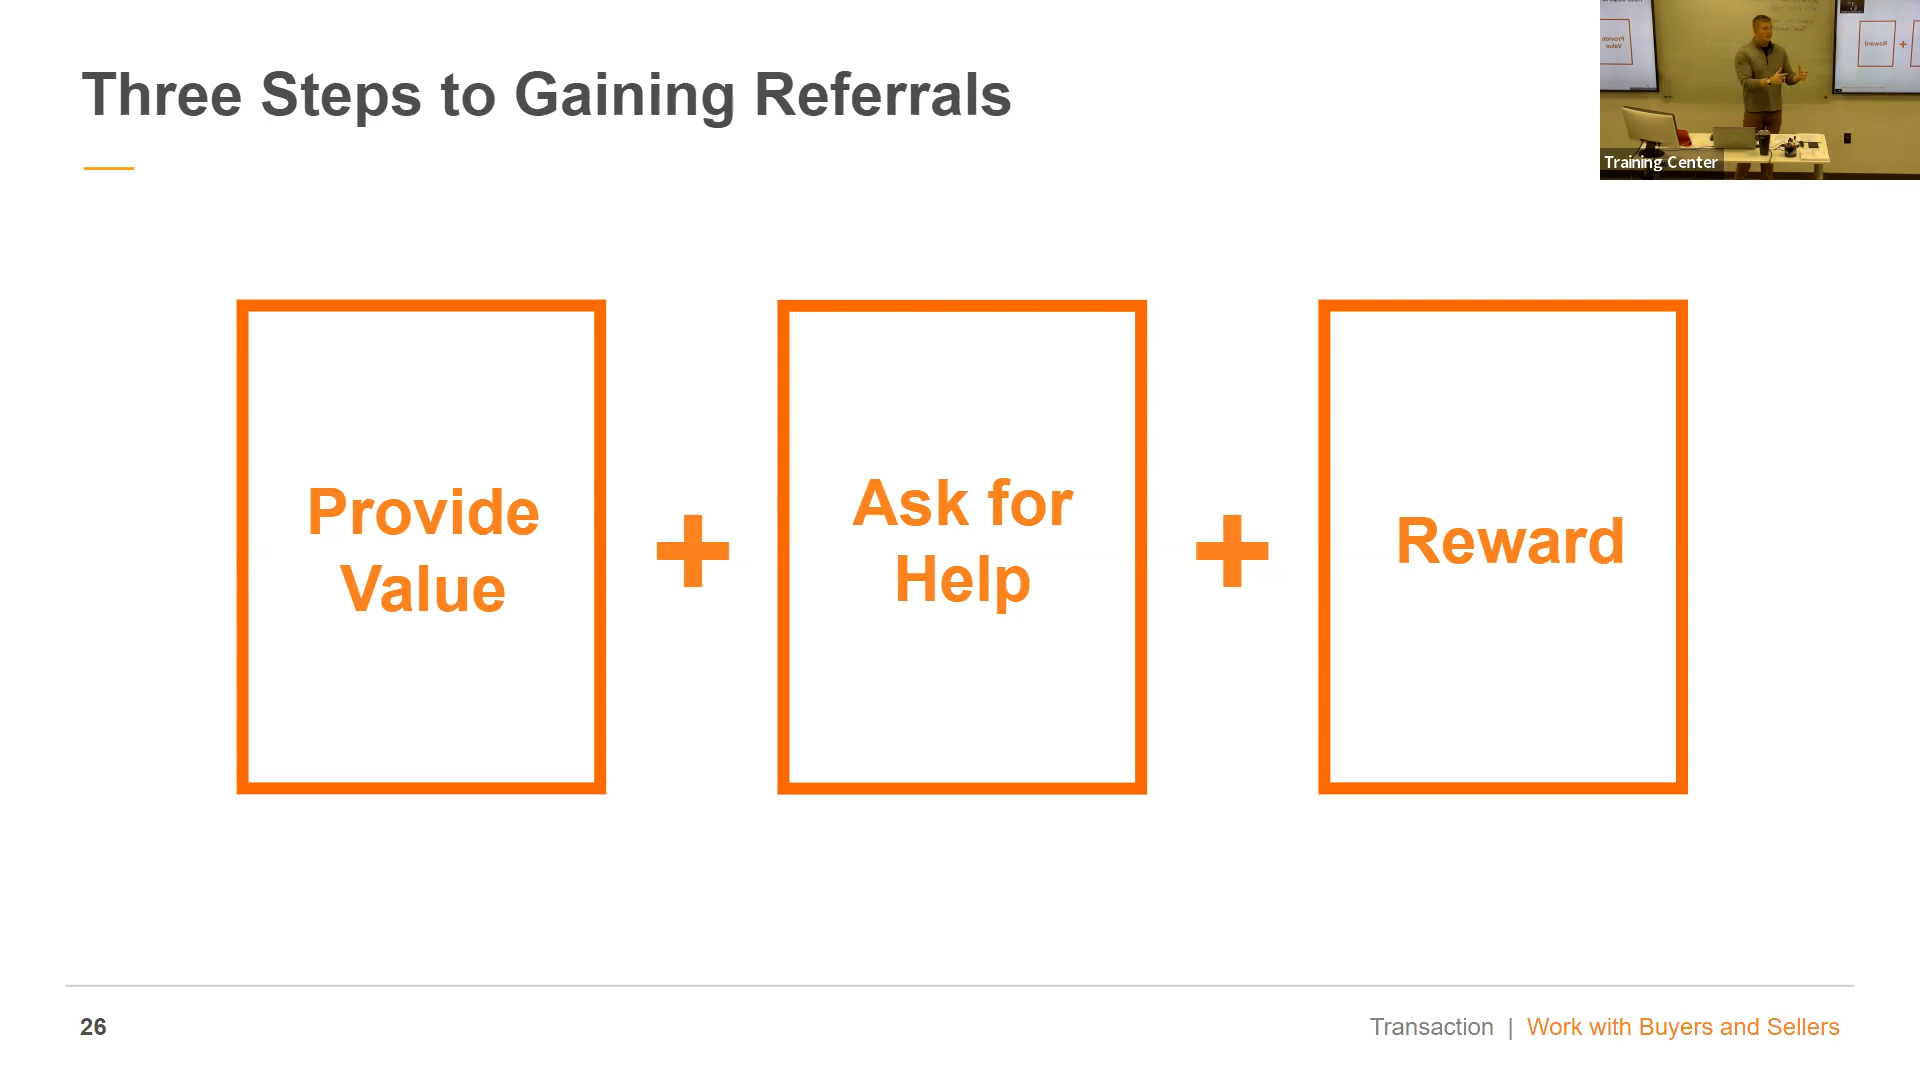 Three Steps to Gaining Referrals
Training Center
Provide
Value
+
Ask for
Help
+
Reward
26
Transaction | Work with Buyers and Sellers